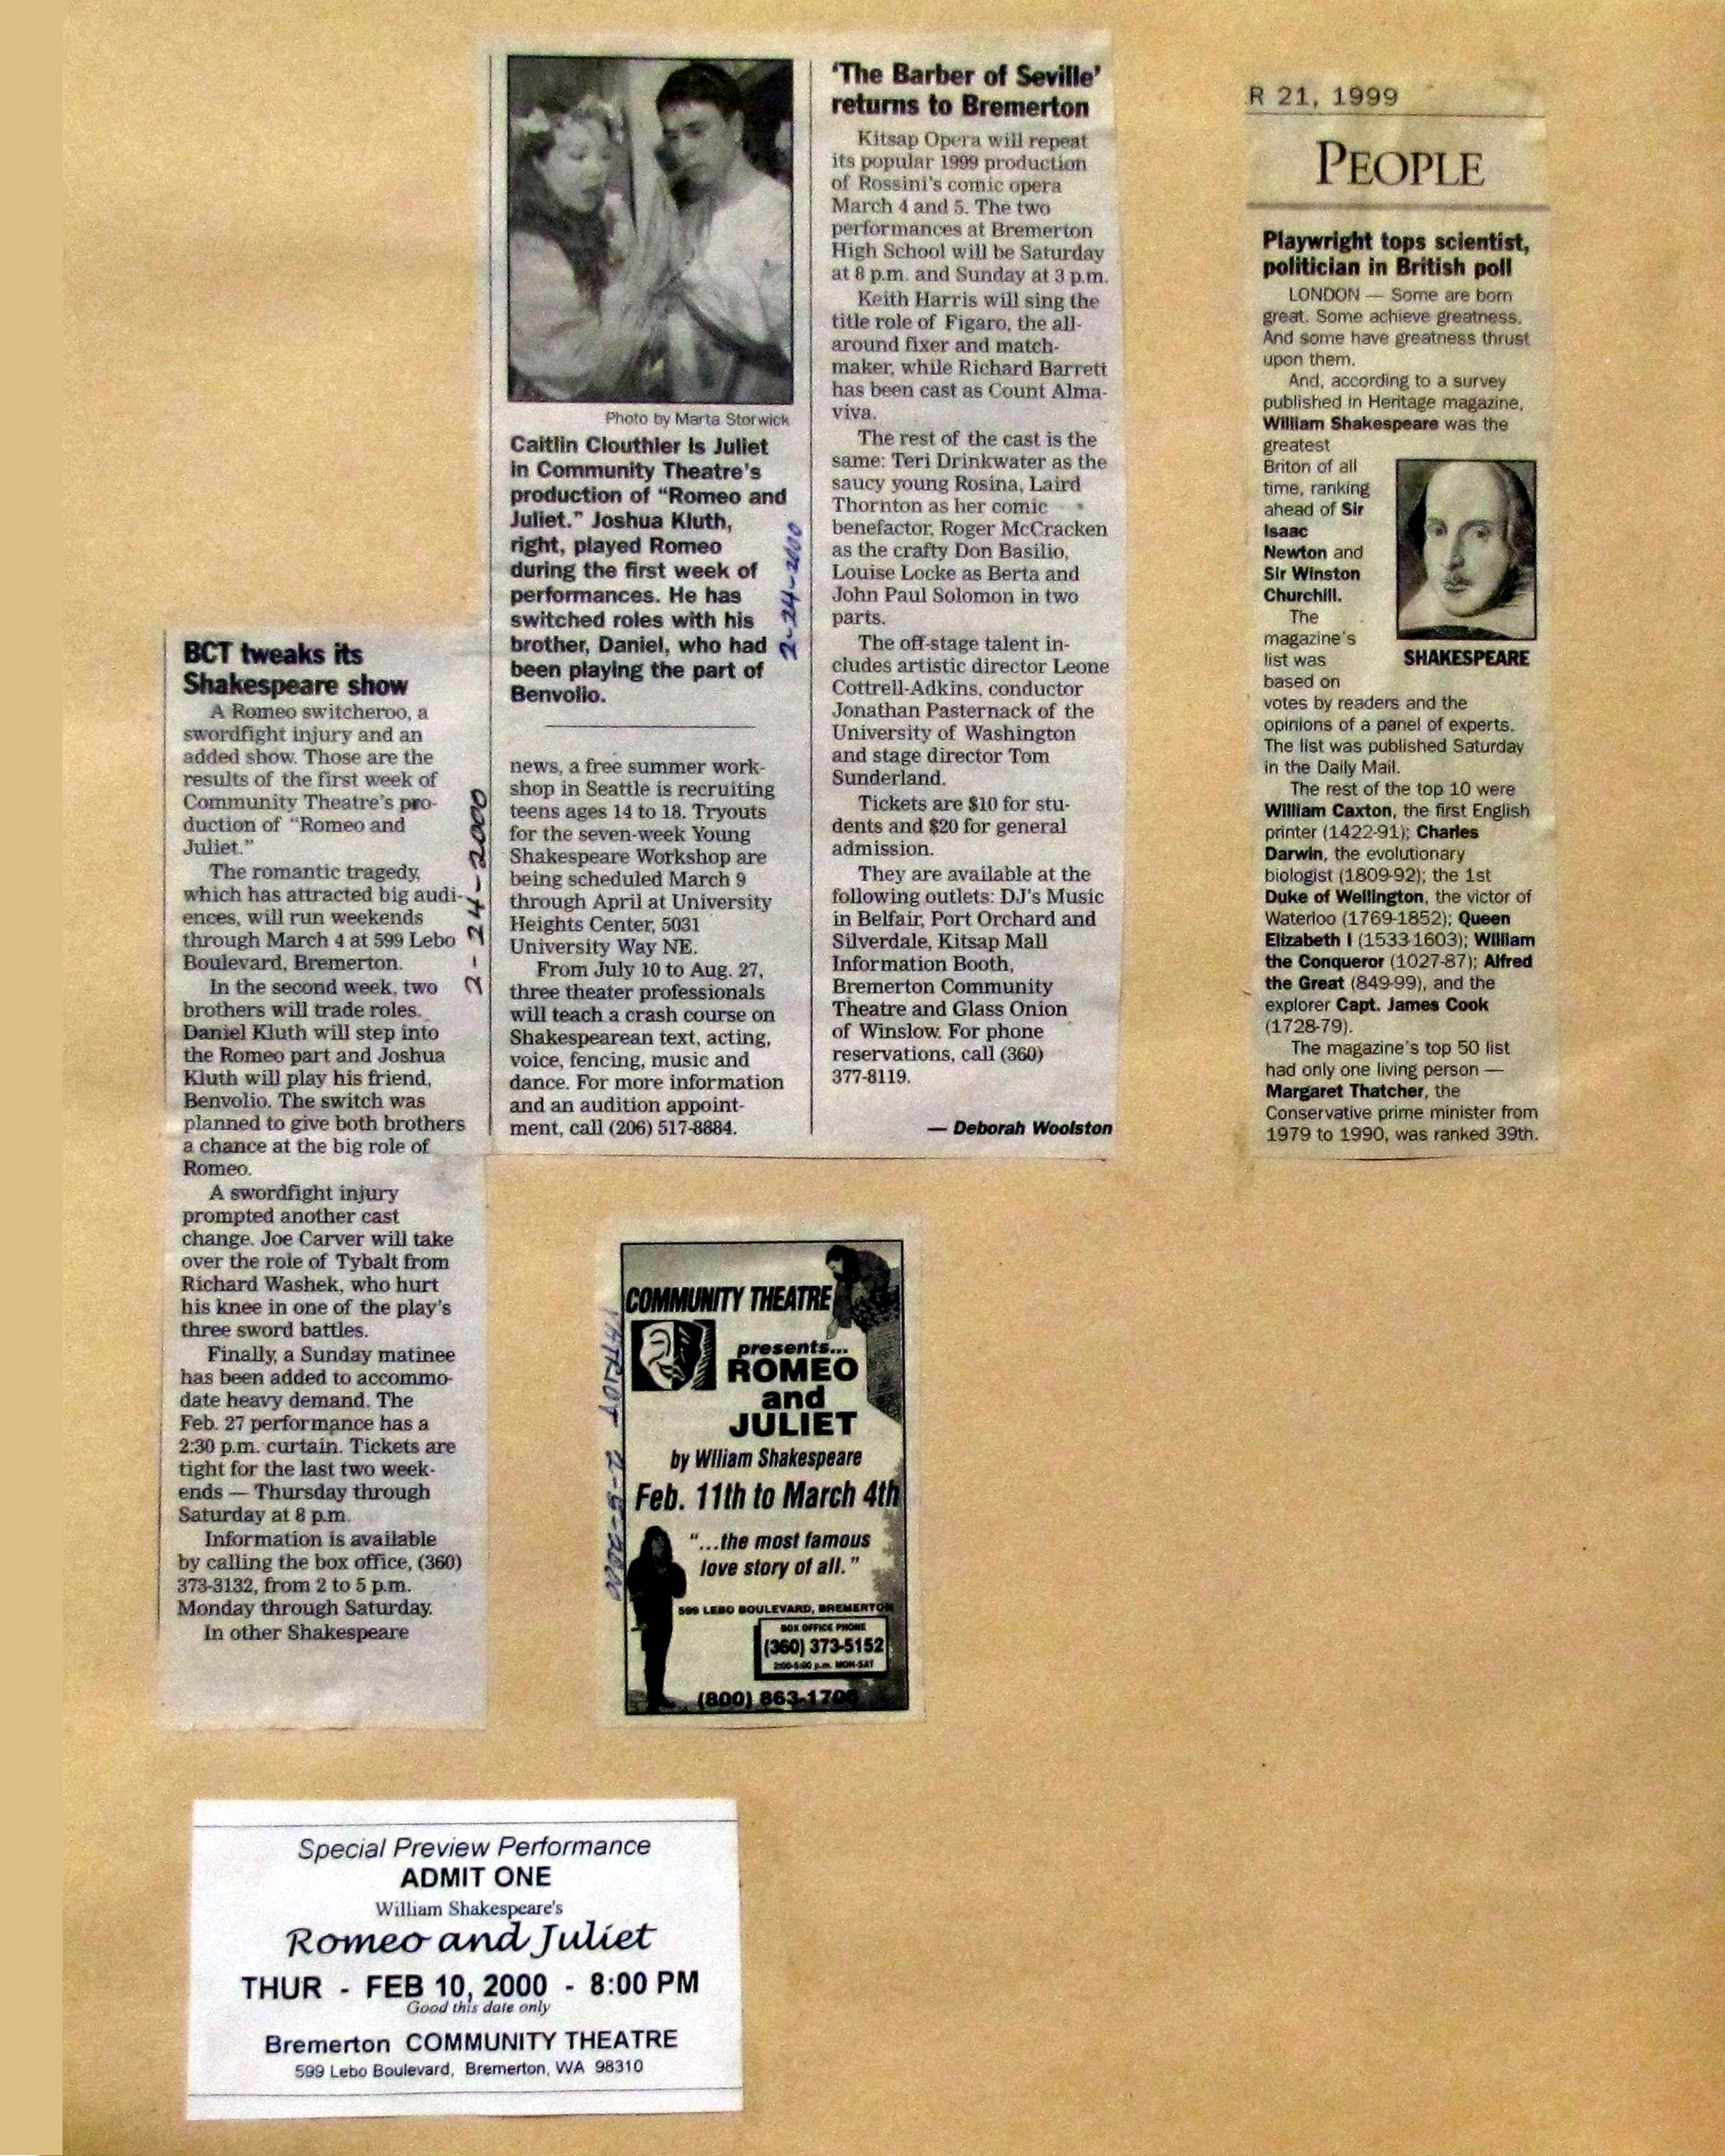 BCT tweaks its
Shakespeare show
A Romeo switcheroo, a
swordfight injury and an
added show. Those are the
results of the first week of
Community Theatre's pro-
duction of “Romeo and
Juliet.”
The romantic tragedy,
which has attracted big audi-
ences, will run weekends
through March 4 at 599 Lebo
Boulevard, Bremerton.
In the second week, two
brothers will trade roles.
Daniel Kluth will step into
the Romeo part and Joshua
Kluth will play his friend,
Benvolio. The switch was
planned to give both brothers
a chance at the big role of
Romeo.
A swordfight injury
prompted another cast
change. Joe Carver will take
over the role of Tybalt from
Richard Washek, who hurt
his knee in one of the play's
three sword battles.
Finally, a Sunday matinee
has been added to accommo-
date heavy demand. The
Feb. 27 performance has a
2:30 p.m. curtain. Tickets are
tight for the last two week-
ends — Thursday through
Saturday at 8 p.m.
Information is available
by calling the box office, (360)
373-3132, from 2 to 5 p.m.
Monday through Saturday.
In other Shakespeare
2-24-2000
Photo by Marta Storwick
Caitlin Clouthier is Juliet
in Community Theatre's
production of “Romeo and
Juliet.” Joshua Kluth,
right, played Romeo
during the first week of
performances. He has
switched roles with his
brother, Daniel, who had
been playing the part of
Benvolio.
2-24-2000
news, a free summer work-
shop in Seattle is recruiting
teens ages 14 to 18. Tryouts
for the seven-week Young
Shakespeare Workshop are
being scheduled March 9
through April at University
Heights Center, 5031
University Way NE.
From July 10 to Aug. 27,
three theater professionals
will teach a crash course on
Shakespearean text, acting,
voice, fencing, music and
dance. For more information
and an audition appoint-
ment, call (206) 517-8884.
‘The Barber of Seville’
returns to Bremerton
Kitsap Opera will repeat
its popular 1999 production
of Rossini's comic opera
March 4 and 5. The two
performances at Bremerton
High School will be Saturday
at 8 p.m. and Sunday at 3 p.m.
Keith Harris will sing the
title role of Figaro, the all-
around fixer and match-
maker, while Richard Barrett
has been cast as Count Alma-
viva.
The rest of the cast is the
same: Teri Drinkwater as the
saucy young Rosina, Laird
Thornton as her comic
benefactor, Roger McCracken
as the crafty Don Basilio,
Louise Locke as Berta and
John Paul Solomon in two
parts.
The off-stage talent in-
cludes artistic director Leone
Cottrell-Adkins, conductor
Jonathan Pasternack of the
University of Washington
and stage director Tom
Sunderland.
Tickets are $10 for stu-
dents and $20 for general
admission.
They are available at the
following outlets: DJ's Music
in Belfair, Port Orchard and
Silverdale, Kitsap Mall
Information Booth,
Bremerton Community
Theatre and Glass Onion
of Winslow. For phone
reservations, call (360)
377-8119.
— Deborah Woolston
R 21, 1999
PEOPLE
Playwright tops scientist,
politician in British poll
LONDON — Some are born
great. Some achieve greatness.
And some have greatness thrust
upon them.
And, according to a survey
published in Heritage magazine,
William Shakespeare was the
greatest
Briton of all
time, ranking
ahead of Sir
Isaac
Newton and
Sir Winston
Churchill.
The
magazine's
list was
based on
SHAKESPEARE
votes by readers and the
opinions of a panel of experts.
The list was published Saturday
in the Daily Mail.
The rest of the top 10 were
William Caxton, the first English
printer (1422-91); Charles
Darwin, the evolutionary
biologist (1809-92); the 1st
Duke of Wellington, the victor of
Waterloo (1769-1852); Queen
Elizabeth I (1533-1603); William
the Conqueror (1027-87); Alfred
the Great (849-99), and the
explorer Capt. James Cook
(1728-79).
The magazine's top 50 list
had only one living person —
Margaret Thatcher, the
Conservative prime minister from
1979 to 1990, was ranked 39th.
COMMUNITY THEATRE
presents...
ROMEO
and
JULIET
by Wlliam Shakespeare
Feb. 11th to March 4th
"...the most famous
love story of all."
599 LEBO BOULEVARD, BREMERTON
BOX OFFICE PHONE
(360) 373-5152
2:00-5:00 p.m. MON-SAT
(800) 863-1706
PATRIOT
Special Preview Performance
ADMIT ONE
William Shakespeare's
Romeo and Juliet
THUR - FEB 10, 2000 - 8:00 PM
Good this date only
Bremerton COMMUNITY THEATRE
599 Lebo Boulevard, Bremerton, WA 98310